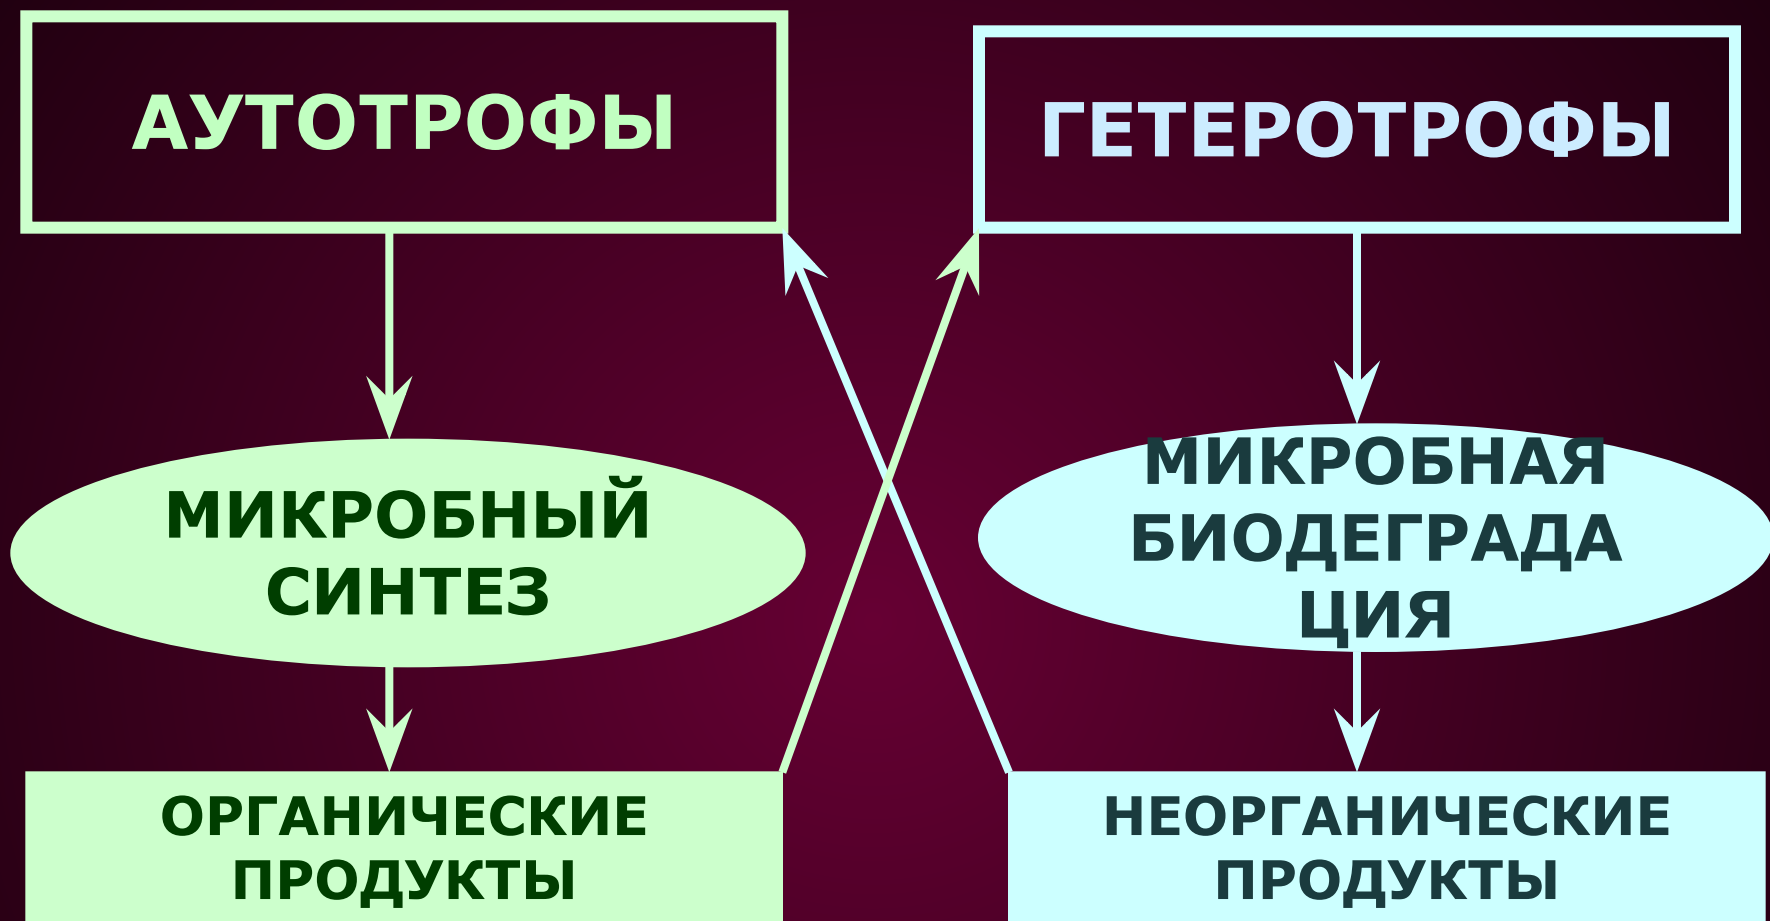 АУТОТРОФЫ
ГЕТЕРОТРОФЫ
МИКРОБНЫЙ
СИНТЕЗ
МИКРОБНАЯ
БИОДЕГРАДА
ЦИЯ
ОРГАНИЧЕСКИЕ
ПРОДУКТЫ
НЕОРГАНИЧЕСКИЕ
ПРОДУКТЫ